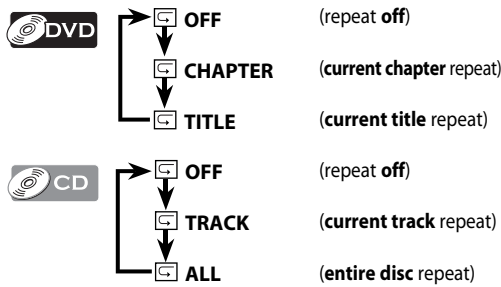 DVD
OFF (repeat off)
CHAPTER (current chapter repeat)
TITLE (current title repeat)
CD
OFF (repeat off)
TRACK (current track repeat)
ALL (entire disc repeat)